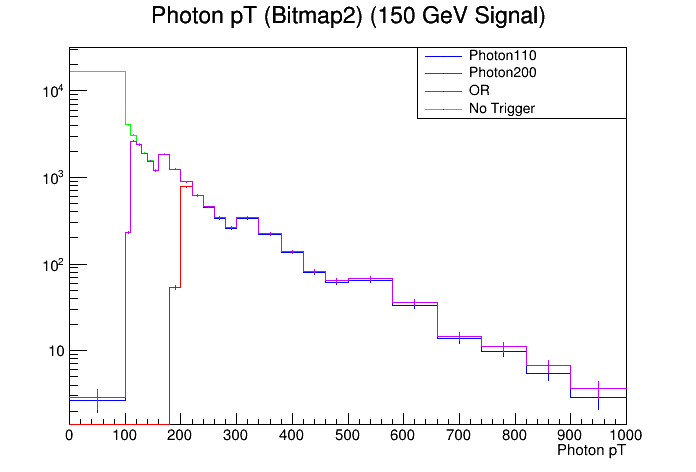 Photon pT (Bitmap2) (150 GeV Signal)
Photon110
Photon200
OR
No Trigger
10⁴
10³
10²
10
0 100 200 300 400 500 600 700 800 900 1000
Photon pT